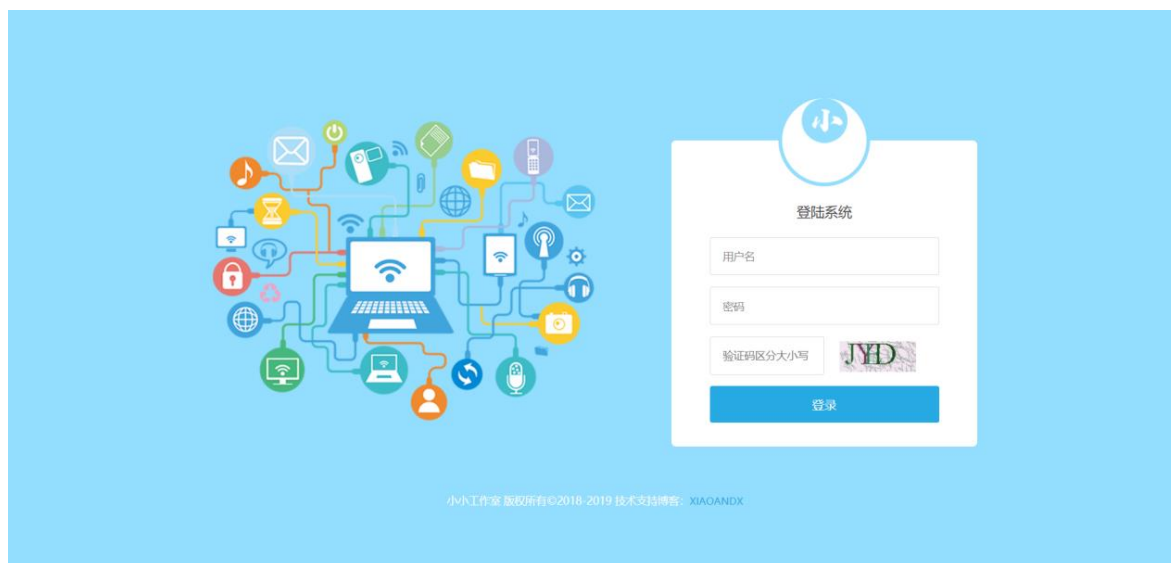 小
登陆系统
用户名
密码
验证码区分大小写 JYHD
登录
小小工作室 版权所有©2018-2019 技术支持博客：XIAOANDX